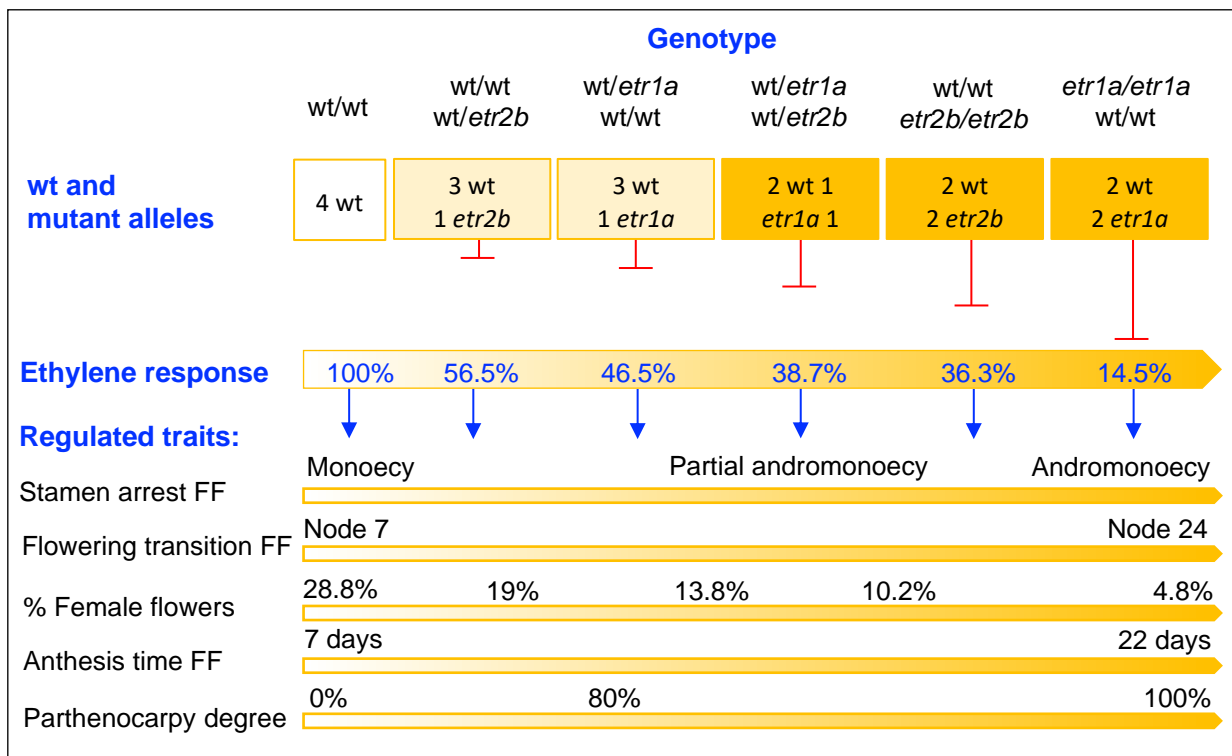 Genotype
wt/wt
wt/wt
wt/etr2b
wt/etr1a
wt/wt
wt/etr1a
wt/etr2b
wt/wt
etr2b/etr2b
etr1a/etr1a
wt/wt
wt and
mutant alleles
4 wt
3 wt
1 etr2b
3 wt
1 etr1a
2 wt 1
etr1a 1
2 wt
2 etr2b
2 wt
2 etr1a
Ethylene response
100% 56.5% 46.5% 38.7% 36.3% 14.5%
Regulated traits:
Monoecy Partial andromonoecy Andromonoecy
Stamen arrest FF
Node 7 Node 24
Flowering transition FF
28.8% 19% 13.8% 10.2% 4.8%
% Female flowers
7 days 22 days
Anthesis time FF
0% 80% 100%
Parthenocarpy degree